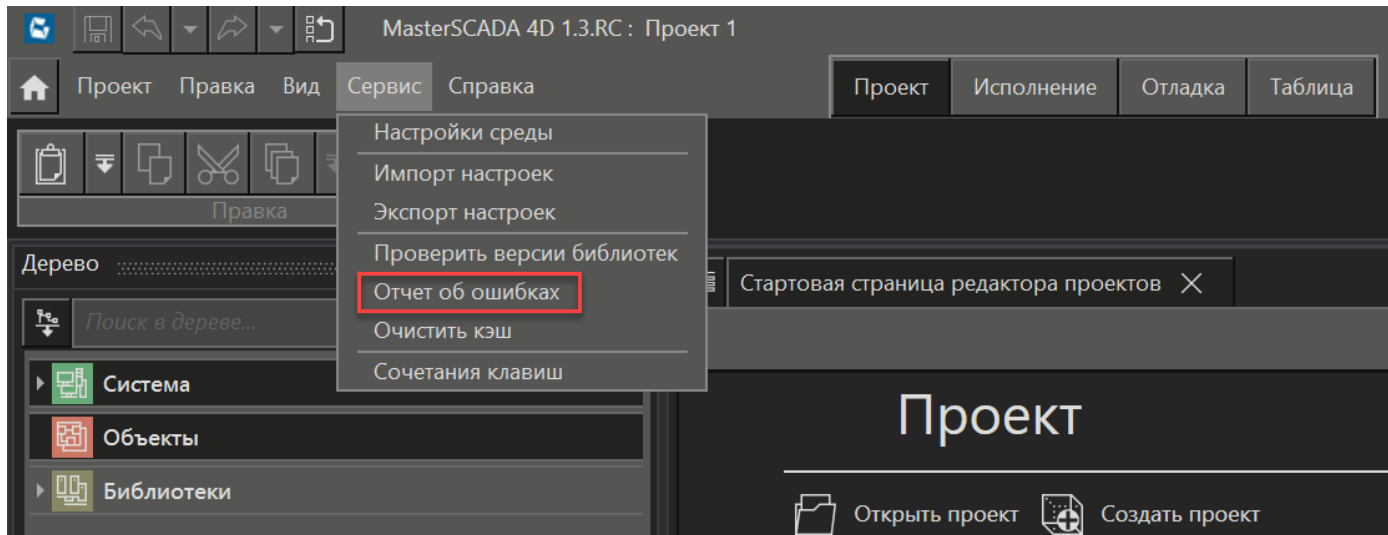 MasterSCADA 4D 1.3.RC : Проект 1
Проект Правка Вид Сервис Справка
Проект Исполнение Отладка Таблица
Настройки среды
Импорт настроек
Экспорт настроек
Проверить версии библиотек
Отчет об ошибках
Очистить кэш
Сочетания клавиш
Правка
Дерево
Поиск в дереве...
Система
Объекты
Библиотеки
Стартовая страница редактора проектов
Проект
Открыть проект Создать проект